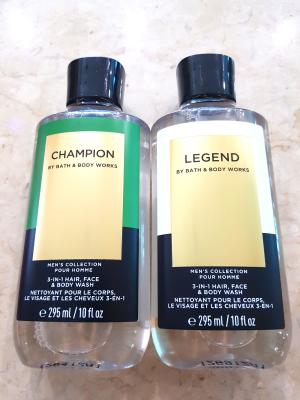 CHAMPION
BY BATH & BODY WORKS
MEN'S COLLECTION
POUR HOMME
3-IN-1 HAIR, FACE
& BODY WASH
NETTOYANT POUR LE CORPS,
LE VISAGE ET LES CHEVEUX 3-EN-1
e 295 ml / 10 fl oz
LEGEND
BY BATH & BODY WORKS
MEN'S COLLECTION
POUR HOMME
3-IN-1 HAIR, FACE
& BODY WASH
NETTOYANT POUR LE CORPS,
LE VISAGE ET LES CHEVEUX 3-EN-1
e 295 ml / 10 fl oz